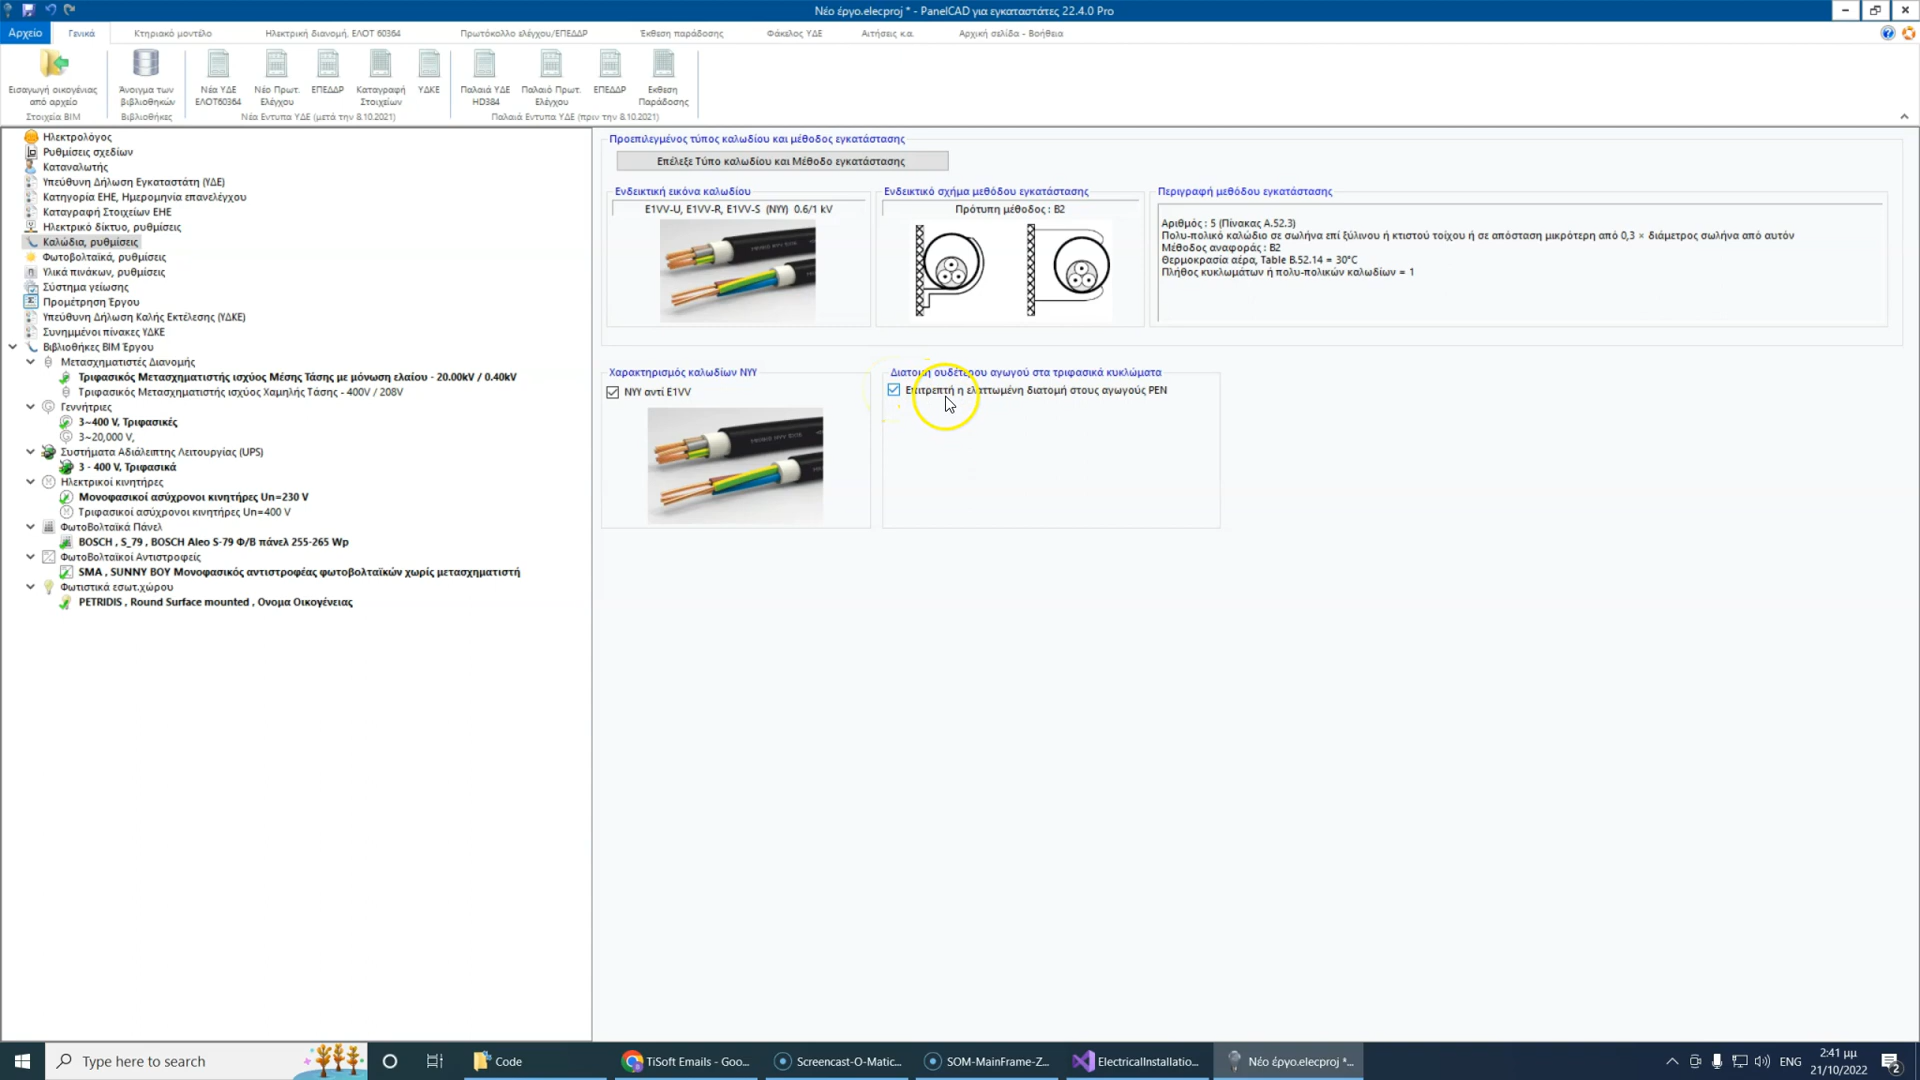 Νέο έργο.elecproj * - PanelCAD για εγκαταστάτες 22.4.0 Pro
Αρχείο Γενικά Κτηριακό μοντέλο Ηλεκτρική διανομή, ΕΛΟΤ 60364 Πρωτόκολλο ελέγχου/ΕΠΕΔΔΡ Έκθεση παράδοσης Φάκελος ΥΔΕ Αιτήσεις κ.α. Αρχική σελίδα - Βοήθεια
Εισαγωγή οικογένιας από αρχείο
Άνοιγμα των βιβλιοθηκών
Νέα ΥΔΕ ΕΛΟΤ60364
Νέο Πρωτ. Ελέγχου
ΕΠΕΔΔΡ
Καταγραφή Στοιχείων
ΥΔΚΕ
Παλαιά ΥΔΕ HD384
Παλαιό Πρωτ. Ελέγχου
ΕΠΕΔΔΡ
Εκθεση Παράδοσης
Στοιχεία BIM Βιβλιοθήκες Νέα Εντυπα ΥΔΕ (μετά την 8.10.2021) Παλαιά Εντυπα ΥΔΕ (πριν την 8.10.2021)
Ηλεκτρολόγος
Ρυθμίσεις σχεδίων
Καταναλωτής
Υπεύθυνη Δήλωση Εγκαταστάτη (ΥΔΕ)
Κατηγορία ΕΗΕ, Ημερομηνία επανελέγχου
Καταγραφή Στοιχείων ΕΗΕ
Ηλεκτρικό δίκτυο, ρυθμίσεις
Καλώδια, ρυθμίσεις
Φωτοβολταϊκά, ρυθμίσεις
Υλικά πινάκων, ρυθμίσεις
Σύστημα γείωσης
Προμέτρηση Έργου
Υπεύθυνη Δήλωση Καλής Εκτέλεσης (ΥΔΚΕ)
Συνημμένοι πίνακες ΥΔΚΕ
Βιβλιοθήκες BIM Έργου
Μετασχηματιστές Διανομής
Τριφασικός Μετασχηματιστής ισχύος Μέσης Τάσης με μόνωση ελαίου - 20.00kV / 0.40kV
Τριφασικός Μετασχηματιστής ισχύος Χαμηλής Τάσης - 400V / 208V
Γεννήτριες
3~400 V, Τριφασικές
3~20,000 V,
Συστήματα Αδιάλειπτης Λειτουργίας (UPS)
3 - 400 V, Τριφασικά
Ηλεκτρικοί κινητήρες
Μονοφασικοί ασύχρονοι κινητήρες Un=230 V
Τριφασικοί ασύχρονοι κινητήρες Un=400 V
ΦωτοΒολταϊκά Πάνελ
BOSCH , S_79 , BOSCH Aleo S-79 Φ/Β πάνελ 255-265 Wp
ΦωτοΒολταϊκοί Αντιστροφείς
SMA , SUNNY BOY Μονοφασικός αντιστροφέας φωτοβολταϊκών χωρίς μετασχηματιστή
Φωτιστικά εσωτ.χώρου
PETRIDIS , Round Surface mounted , Ονομα Οικογένειας
Προεπιλεγμένος τύπος καλωδίου και μέθοδος εγκατάστασης
Επέλεξε Τύπο καλωδίου και Μέθοδο εγκατάστασης
Ενδεικτική εικόνα καλωδίου
E1VV-U, E1VV-R, E1VV-S (NYY) 0.6/1 kV
Ενδεικτικό σχήμα μεθόδου εγκατάστασης
Πρότυπη μέθοδος : B2
Περιγραφή μεθόδου εγκατάστασης
Αριθμός : 5 (Πίνακας A.52.3)
Πολυ-πολικό καλώδιο σε σωλήνα επί ξύλινου ή κτιστού τοίχου ή σε απόσταση μικρότερη από 0,3 × διάμετρος σωλήνα από αυτόν
Μέθοδος αναφοράς : B2
Θερμοκρασία αέρα, Table B.52.14 = 30°C
Πλήθος κυκλωμάτων ή πολυ-πολικών καλωδίων = 1
Χαρακτηρισμός καλωδίων NYY
NYY αντί E1VV
Διατομή ουδέτερου αγωγού στα τριφασικά κυκλώματα
Επιτρεπτή η ελαττωμένη διατομή στους αγωγούς PEN
Type here to search
Code
TiSoft Emails - Goo...
Screencast-O-Matic...
SOM-MainFrame-Z...
ElectricalInstallatio...
Νέο έργο.elecproj *...
ENG
2:41 μμ
21/10/2022
2